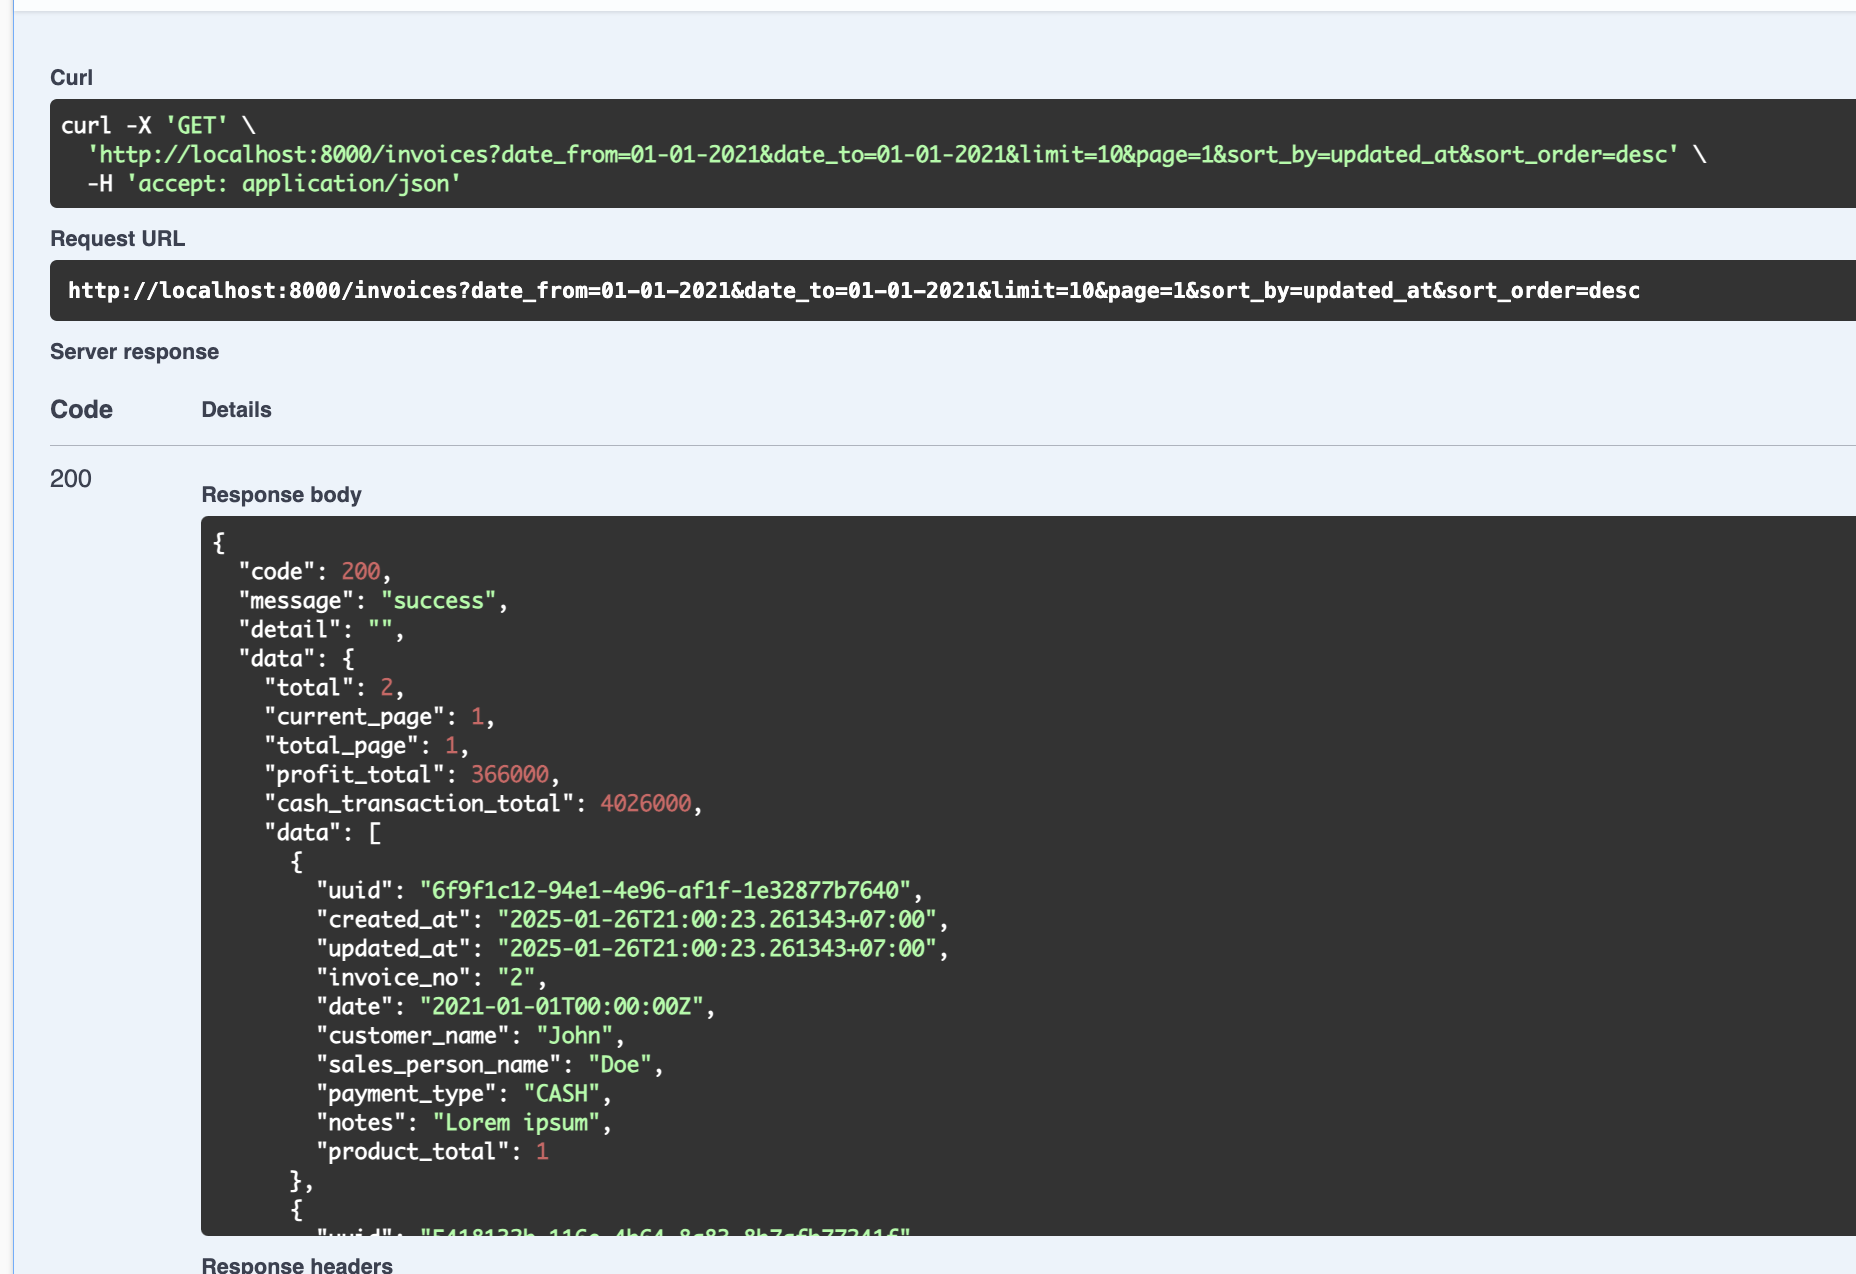 Curl
curl -X 'GET' \
  'http://localhost:8000/invoices?date_from=01-01-2021&date_to=01-01-2021&limit=10&page=1&sort_by=updated_at&sort_order=desc' \
  -H 'accept: application/json'
Request URL
http://localhost:8000/invoices?date_from=01-01-2021&date_to=01-01-2021&limit=10&page=1&sort_by=updated_at&sort_order=desc
Server response
Code Details
200
Response body
{
  "code": 200,
  "message": "success",
  "detail": "",
  "data": {
    "total": 2,
    "current_page": 1,
    "total_page": 1,
    "profit_total": 366000,
    "cash_transaction_total": 4026000,
    "data": [
      {
        "uuid": "6f9f1c12-94e1-4e96-af1f-1e32877b7640",
        "created_at": "2025-01-26T21:00:23.261343+07:00",
        "updated_at": "2025-01-26T21:00:23.261343+07:00",
        "invoice_no": "2",
        "date": "2021-01-01T00:00:00Z",
        "customer_name": "John",
        "sales_person_name": "Doe",
        "payment_type": "CASH",
        "notes": "Lorem ipsum",
        "product_total": 1
      },
      {
        "uuid":
Response headers